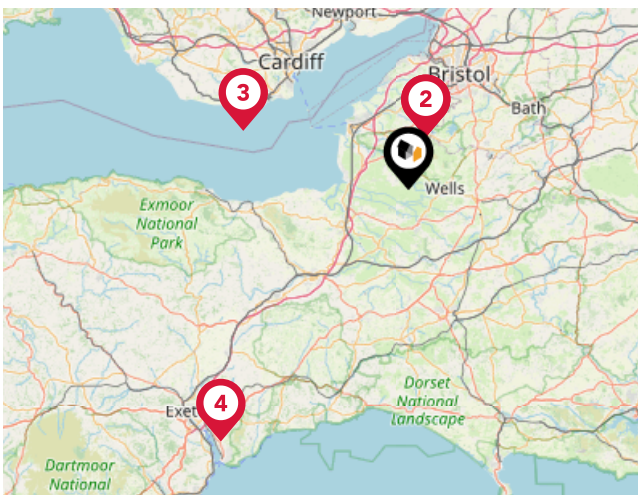 Newport
Cardiff
3
Bristol
2
Bath
Wells
Exmoor
National
Park
4
Exet
Dorset
National
Landscape
Dartmoor
National